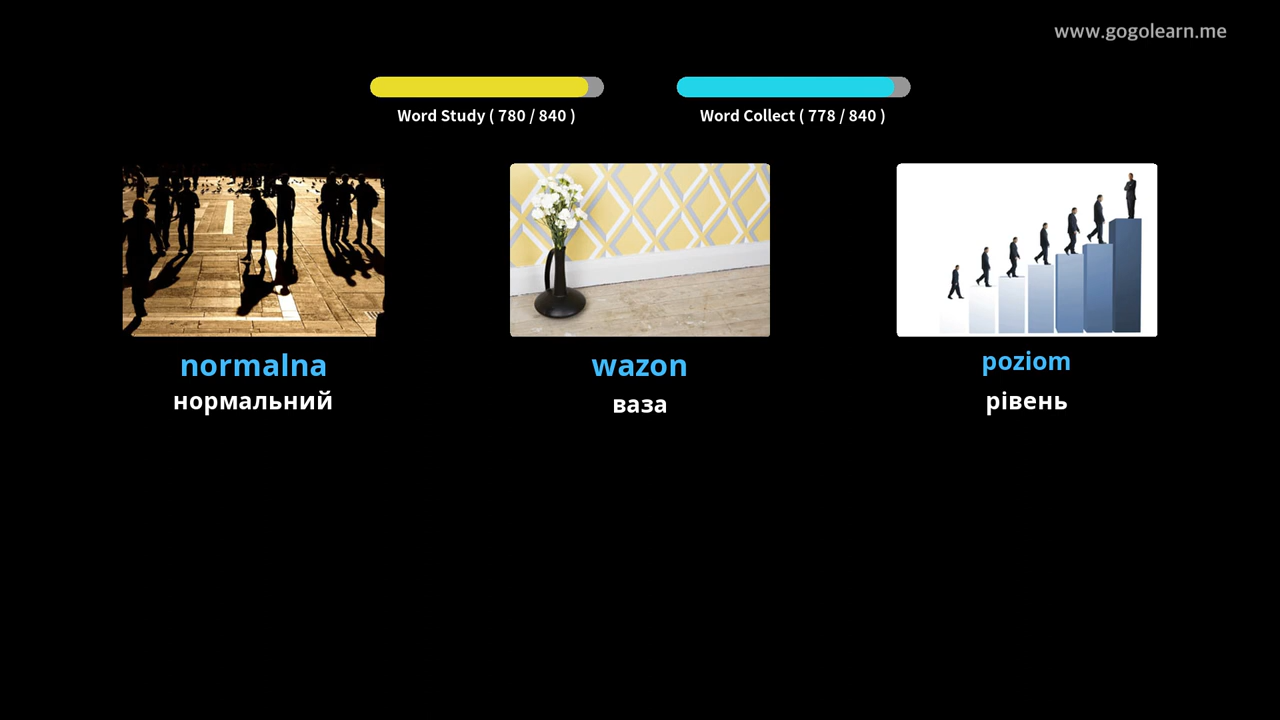 www.gogolearn.me
Word Study ( 780 / 840 )
Word Collect ( 778 / 840 )
normalna
нормальний
wazon
ваза
poziom
рівень